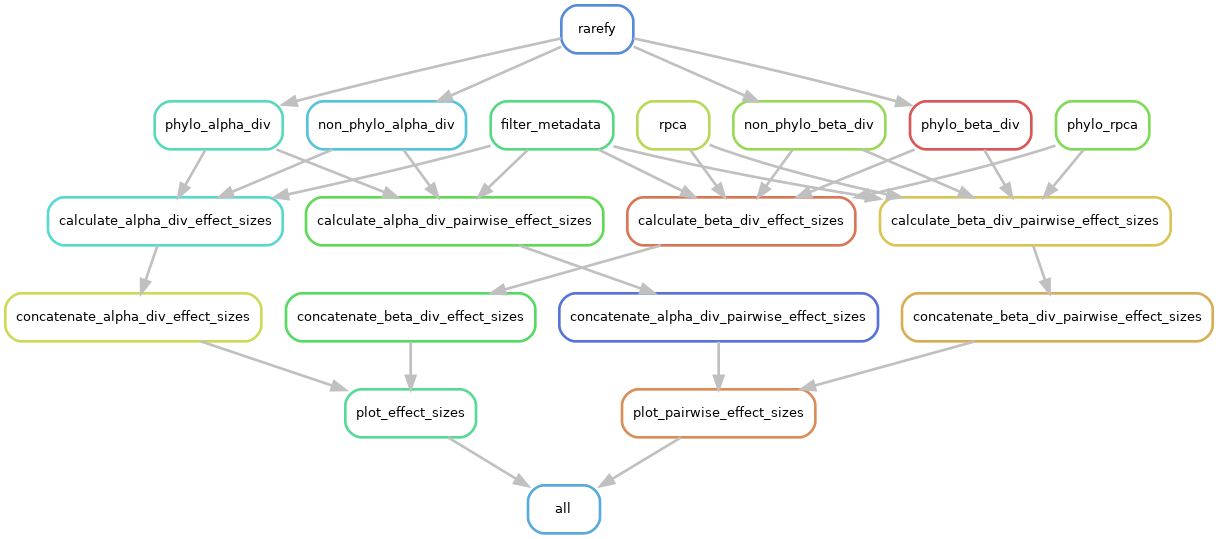 rarefy
phylo_alpha_div
non_phylo_alpha_div
filter_metadata
rpca
non_phylo_beta_div
phylo_beta_div
phylo_rpca
calculate_alpha_div_effect_sizes
calculate_alpha_div_pairwise_effect_sizes
calculate_beta_div_effect_sizes
calculate_beta_div_pairwise_effect_sizes
concatenate_alpha_div_effect_sizes
concatenate_beta_div_effect_sizes
concatenate_alpha_div_pairwise_effect_sizes
concatenate_beta_div_pairwise_effect_sizes
plot_effect_sizes
plot_pairwise_effect_sizes
all